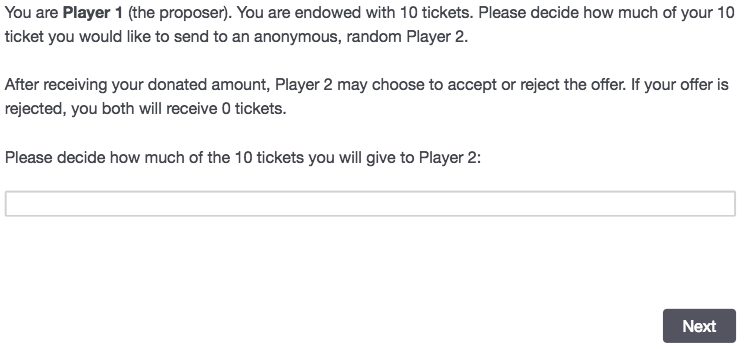 You are Player 1 (the proposer). You are endowed with 10 tickets. Please decide how much of your 10
ticket you would like to send to an anonymous, random Player 2.
After receiving your donated amount, Player 2 may choose to accept or reject the offer. If your offer is
rejected, you both will receive 0 tickets.
Please decide how much of the 10 tickets you will give to Player 2:
Next